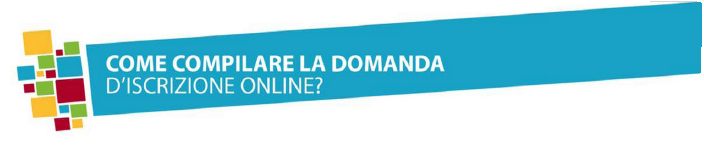 COME COMPILARE LA DOMANDA
D'ISCRIZIONE ONLINE?